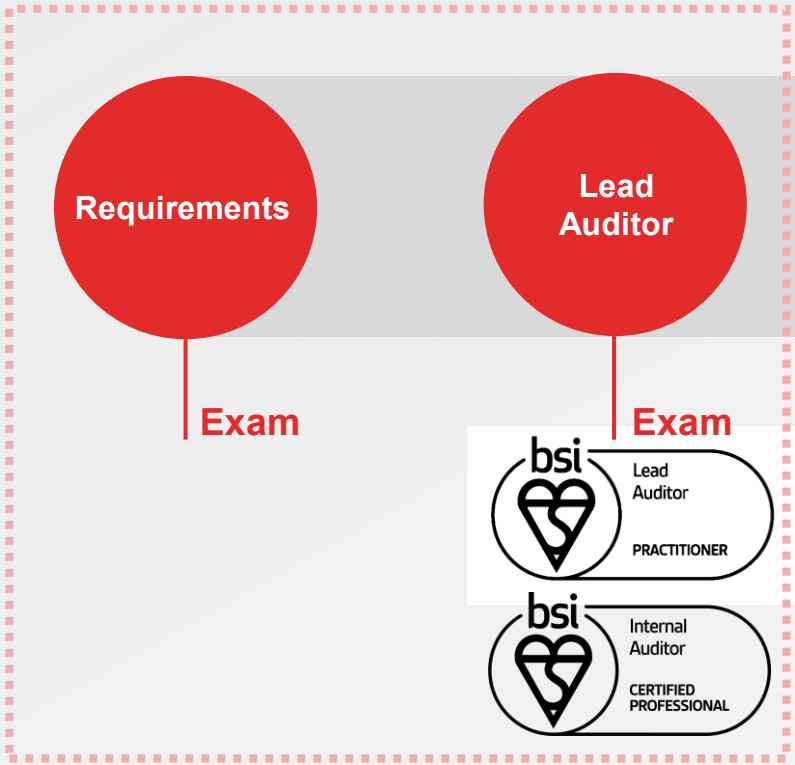 Requirements
Lead
Auditor
Exam
Exam
bsi
Lead
Auditor
PRACTITIONER
bsi
Internal
Auditor
CERTIFIED
PROFESSIONAL